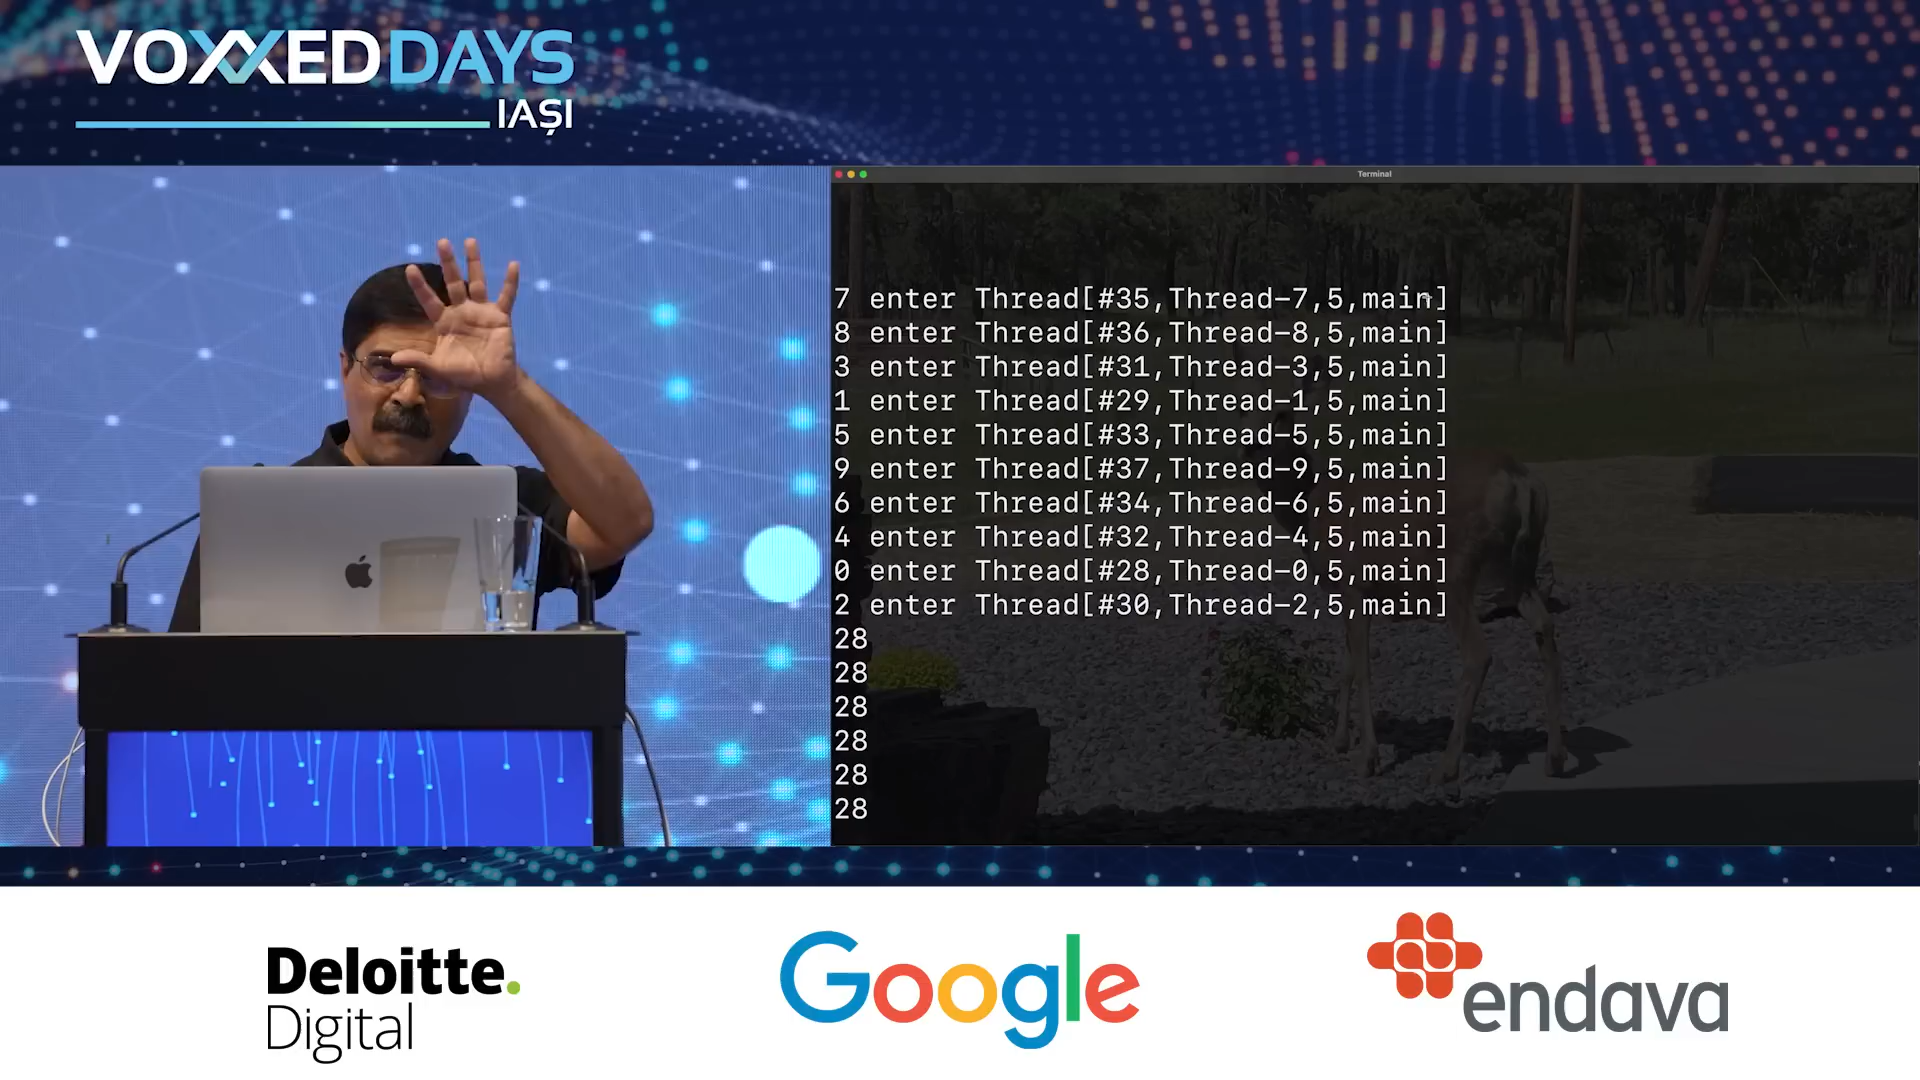 VOXXEDDAYS
IAȘI
Terminal
7 enter Thread[#35,Thread-7,5,main]
8 enter Thread[#36,Thread-8,5,main]
3 enter Thread[#31,Thread-3,5,main]
1 enter Thread[#29,Thread-1,5,main]
5 enter Thread[#33,Thread-5,5,main]
9 enter Thread[#37,Thread-9,5,main]
6 enter Thread[#34,Thread-6,5,main]
4 enter Thread[#32,Thread-4,5,main]
0 enter Thread[#28,Thread-0,5,main]
2 enter Thread[#30,Thread-2,5,main]
28
28
28
28
28
28
Deloitte.
Digital
Google
endava